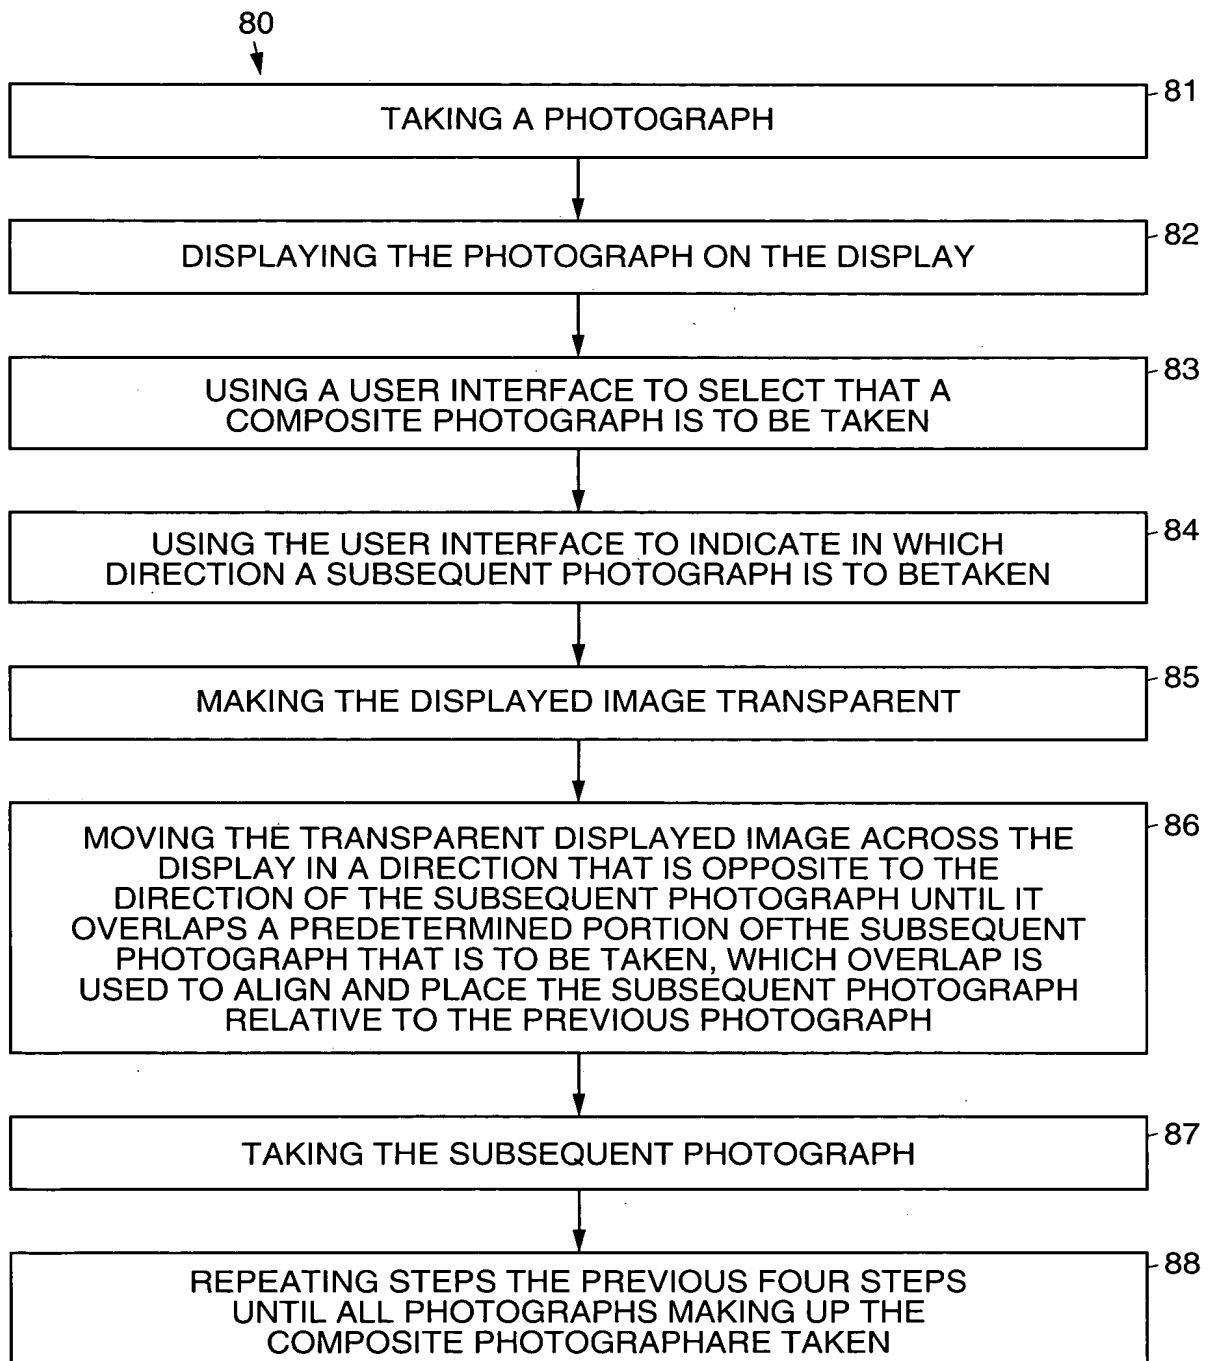 80
81
TAKING A PHOTOGRAPH
82
DISPLAYING THE PHOTOGRAPH ON THE DISPLAY
83
USING A USER INTERFACE TO SELECT THAT A
COMPOSITE PHOTOGRAPH IS TO BE TAKEN
84
USING THE USER INTERFACE TO INDICATE IN WHICH
DIRECTION A SUBSEQUENT PHOTOGRAPH IS TO BETAKEN
85
MAKING THE DISPLAYED IMAGE TRANSPARENT
86
MOVING THE TRANSPARENT DISPLAYED IMAGE ACROSS THE
DISPLAY IN A DIRECTION THAT IS OPPOSITE TO THE
DIRECTION OF THE SUBSEQUENT PHOTOGRAPH UNTIL IT
OVERLAPS A PREDETERMINED PORTION OFTHE SUBSEQUENT
PHOTOGRAPH THAT IS TO BE TAKEN, WHICH OVERLAP IS
USED TO ALIGN AND PLACE THE SUBSEQUENT PHOTOGRAPH
RELATIVE TO THE PREVIOUS PHOTOGRAPH
87
TAKING THE SUBSEQUENT PHOTOGRAPH
88
REPEATING STEPS THE PREVIOUS FOUR STEPS
UNTIL ALL PHOTOGRAPHS MAKING UP THE
COMPOSITE PHOTOGRAPHARE TAKEN